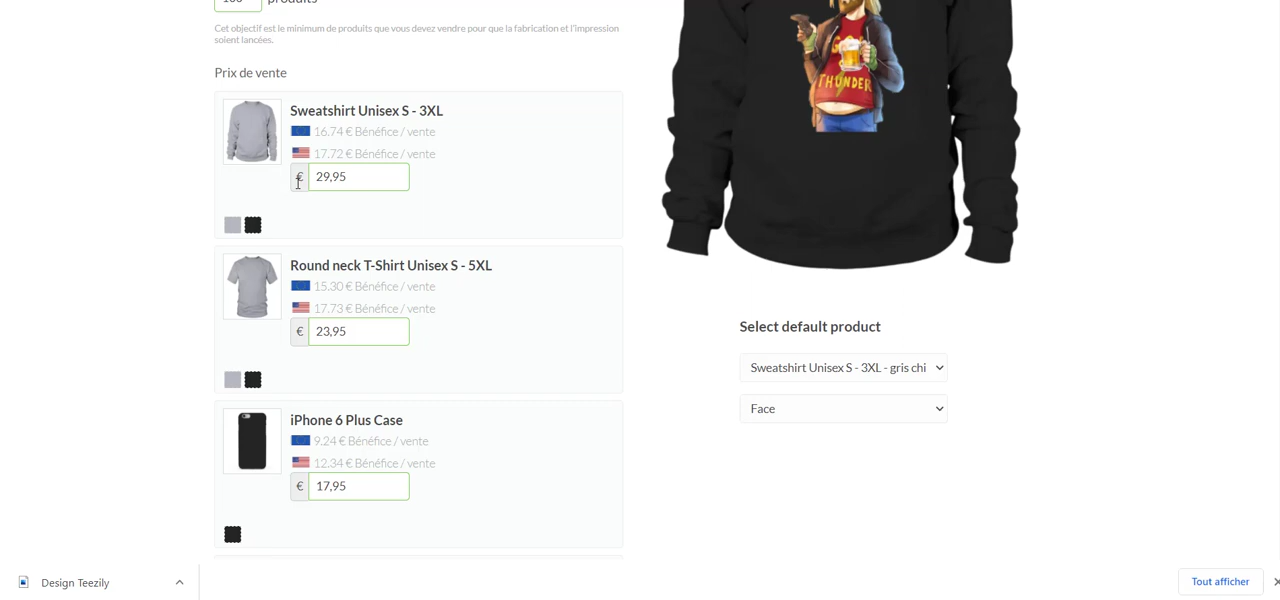 produits
Cet objectif est le minimum de produits que vous devez vendre pour que la fabrication et l'impression
soient lancées.
Prix de vente
Sweatshirt Unisex S - 3XL
16.74 € Bénéfice / vente
17.72 € Bénéfice / vente
€ 29,95
Round neck T-Shirt Unisex S - 5XL
15.30 € Bénéfice / vente
17.73 € Bénéfice / vente
€ 23,95
iPhone 6 Plus Case
9.24 € Bénéfice / vente
12.34 € Bénéfice / vente
€ 17,95
THUNDER
Select default product
Sweatshirt Unisex S - 3XL - gris chi
Face
Design Teezily
Tout afficher